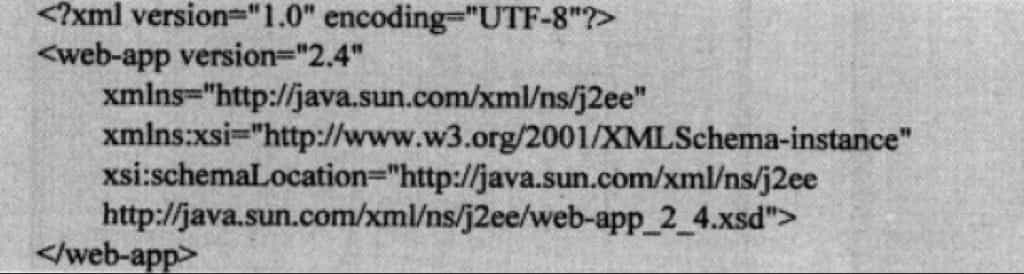 <?xml version="1.0" encoding="UTF-8"?>
<web-app version="2.4"
xmlns="http://java.sun.com/xml/ns/j2ee"
xmlns:xsi="http://www.w3.org/2001/XMLSchema-instance"
xsi:schemaLocation="http://java.sun.com/xml/ns/j2ee
http://java.sun.com/xml/ns/j2ee/web-app_2_4.xsd">
</web-app>